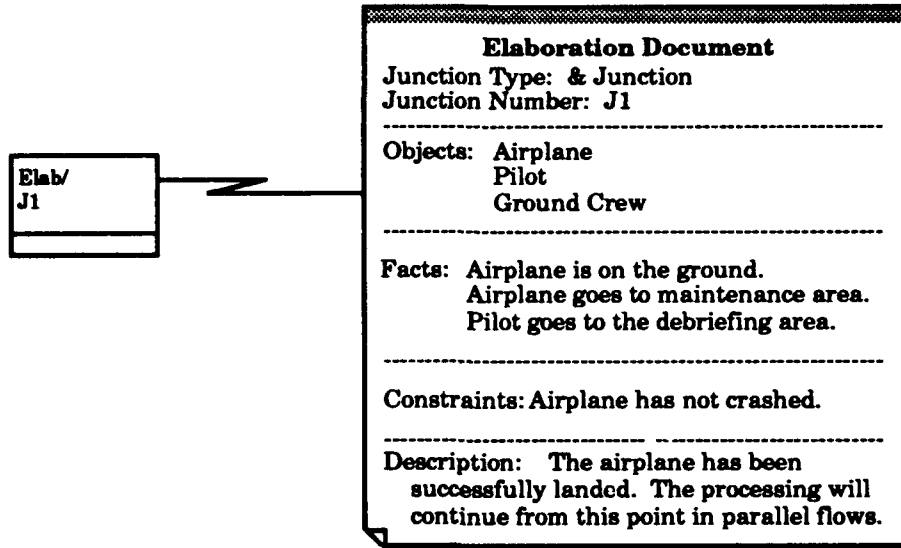 Elaboration Document
Junction Type: & Junction
Junction Number: J1
Elab/
J1
Objects: Airplane
Pilot
Ground Crew
Facts: Airplane is on the ground.
Airplane goes to maintenance area.
Pilot goes to the debriefing area.
Constraints: Airplane has not crashed.
Description: The airplane has been
successfully landed. The processing will
continue from this point in parallel flows.